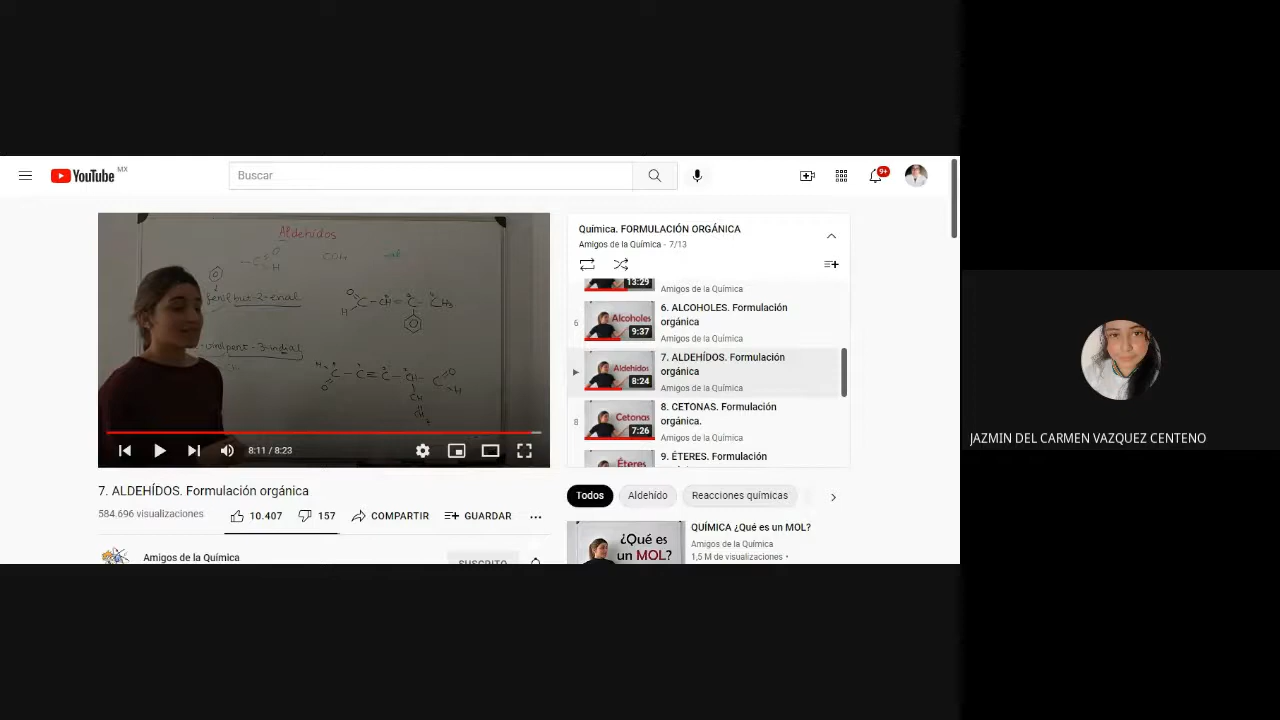 YouTube MX
Buscar
9+
Aldehídos
COH
-al
fenilbut-2-enal
pent-3-indial
8:11 / 8:23
7. ALDEHÍDOS. Formulación orgánica
584.696 visualizaciones
10.407
157
COMPARTIR
GUARDAR
Amigos de la Química
SUSCRITO
Química. FORMULACIÓN ORGÁNICA
Amigos de la Química - 7/13
13:29
Amigos de la Química
6
Alcoholes
9:37
6. ALCOHOLES. Formulación
orgánica
Amigos de la Química
Aldehídos
8:24
7. ALDEHÍDOS. Formulación
orgánica
Amigos de la Química
8
Cetonas
7:26
8. CETONAS. Formulación
orgánica.
Amigos de la Química
Éteres
9. ÉTERES. Formulación
Todos
Aldehído
Reacciones químicas
¿Qué es
un MOL?
QUÍMICA ¿Qué es un MOL?
Amigos de la Química
1,5 M de visualizaciones •
JAZMIN DEL CARMEN VAZQUEZ CENTENO